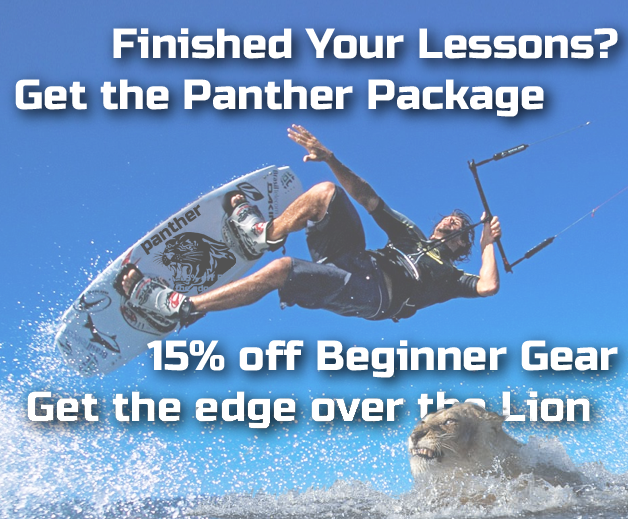 Finished Your Lessons?
Get the Panther Package
panther
15% off Beginner Gear
Get the edge over the Lion